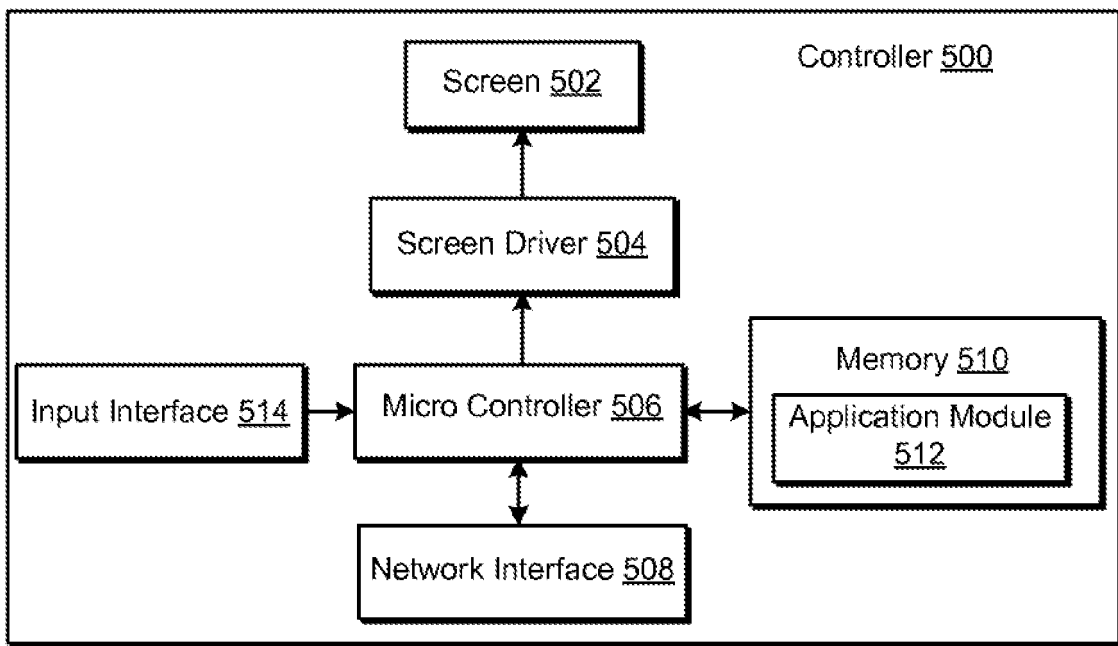 Controller 500
Screen 502
Screen Driver 504
Memory 510
Input Interface 514
Micro Controller 506
Application Module
512
Network Interface 508